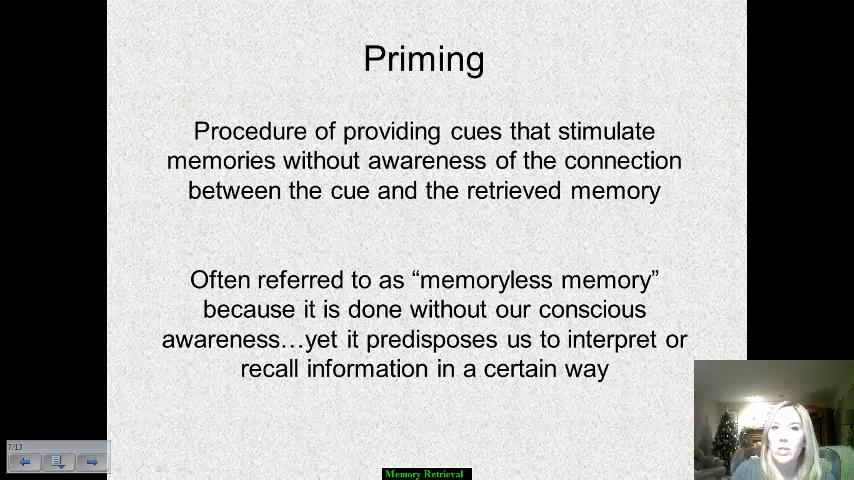 Priming
Procedure of providing cues that stimulate
memories without awareness of the connection
between the cue and the retrieved memory
Often referred to as “memoryless memory”
because it is done without our conscious
awareness…yet it predisposes us to interpret or
recall information in a certain way
7/13
Memory Retrieval